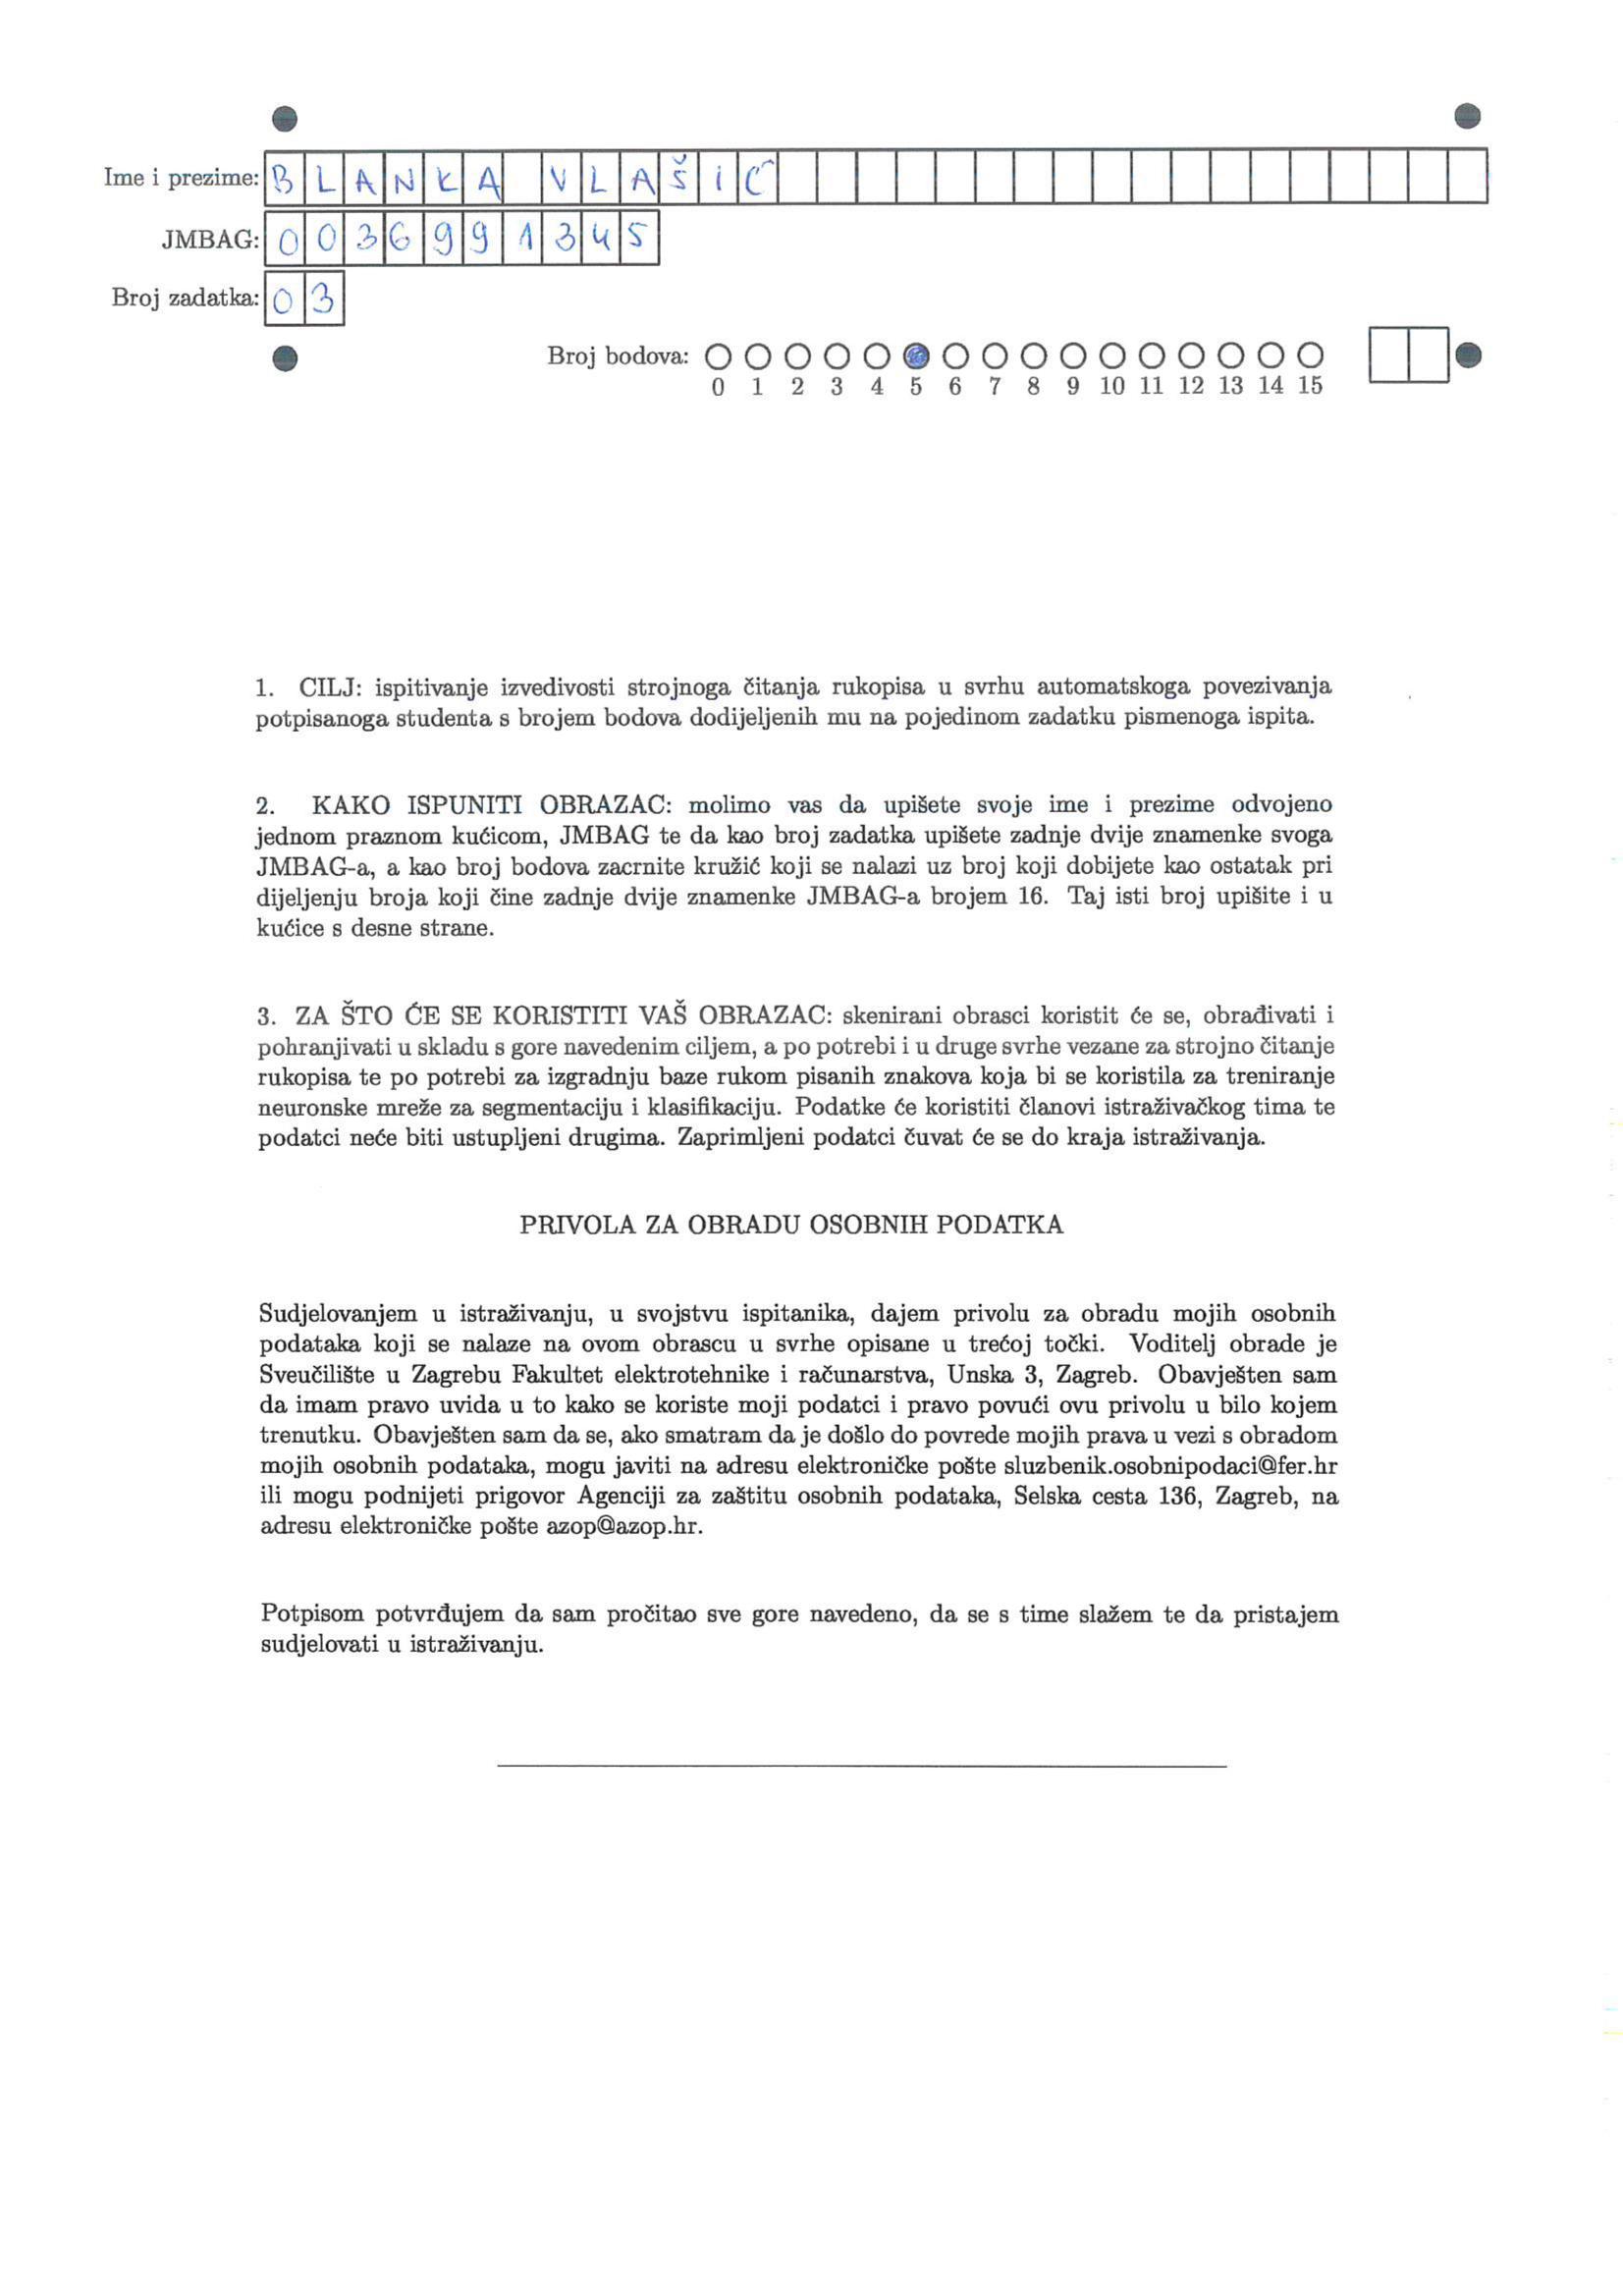 Ime i prezime: BLANKA VLAŠIĆ
JMBAG: 0036991345
Broj zadatka: 03
Broj bodova:
0 1 2 3 4 5 6 7 8 9 10 11 12 13 14 15
1. CILJ: ispitivanje izvedivosti strojnoga čitanja rukopisa u svrhu automatskoga povezivanja
potpisanoga studenta s brojem bodova dodijeljenih mu na pojedinom zadatku pismenoga ispita.
2. KAKO ISPUNITI OBRAZAC: molimo vas da upišete svoje ime i prezime odvojeno
jednom praznom kućicom, JMBAG te da kao broj zadatka upišete zadnje dvije znamenke svoga
JMBAG-a, a kao broj bodova zacrnite kružić koji se nalazi uz broj koji dobijete kao ostatak pri
dijeljenju broja koji čine zadnje dvije znamenke JMBAG-a brojem 16. Taj isti broj upišite i u
kućice s desne strane.
3. ZA ŠTO ĆE SE KORISTITI VAŠ OBRAZAC: skenirani obrasci koristit će se, obrađivati i
pohranjivati u skladu s gore navedenim ciljem, a po potrebi i u druge svrhe vezane za strojno čitanje
rukopisa te po potrebi za izgradnju baze rukom pisanih znakova koja bi se koristila za treniranje
neuronske mreže za segmentaciju i klasifikaciju. Podatke će koristiti članovi istraživačkog tima te
podatci neće biti ustupljeni drugima. Zaprimljeni podatci čuvat će se do kraja istraživanja.
PRIVOLA ZA OBRADU OSOBNIH PODATKA
Sudjelovanjem u istraživanju, u svojstvu ispitanika, dajem privolu za obradu mojih osobnih
podataka koji se nalaze na ovom obrascu u svrhe opisane u trećoj točki. Voditelj obrade je
Sveučilište u Zagrebu Fakultet elektrotehnike i računarstva, Unska 3, Zagreb. Obavješten sam
da imam pravo uvida u to kako se koriste moji podatci i pravo povući ovu privolu u bilo kojem
trenutku. Obavješten sam da se, ako smatram da je došlo do povrede mojih prava u vezi s obradom
mojih osobnih podataka, mogu javiti na adresu elektroničke pošte sluzbenik.osobnipodaci@fer.hr
ili mogu podnijeti prigovor Agenciji za zaštitu osobnih podataka, Selska cesta 136, Zagreb, na
adresu elektroničke pošte azop@azop.hr.
Potpisom potvrđujem da sam pročitao sve gore navedeno, da se s time slažem te da pristajem
sudjelovati u istraživanju.